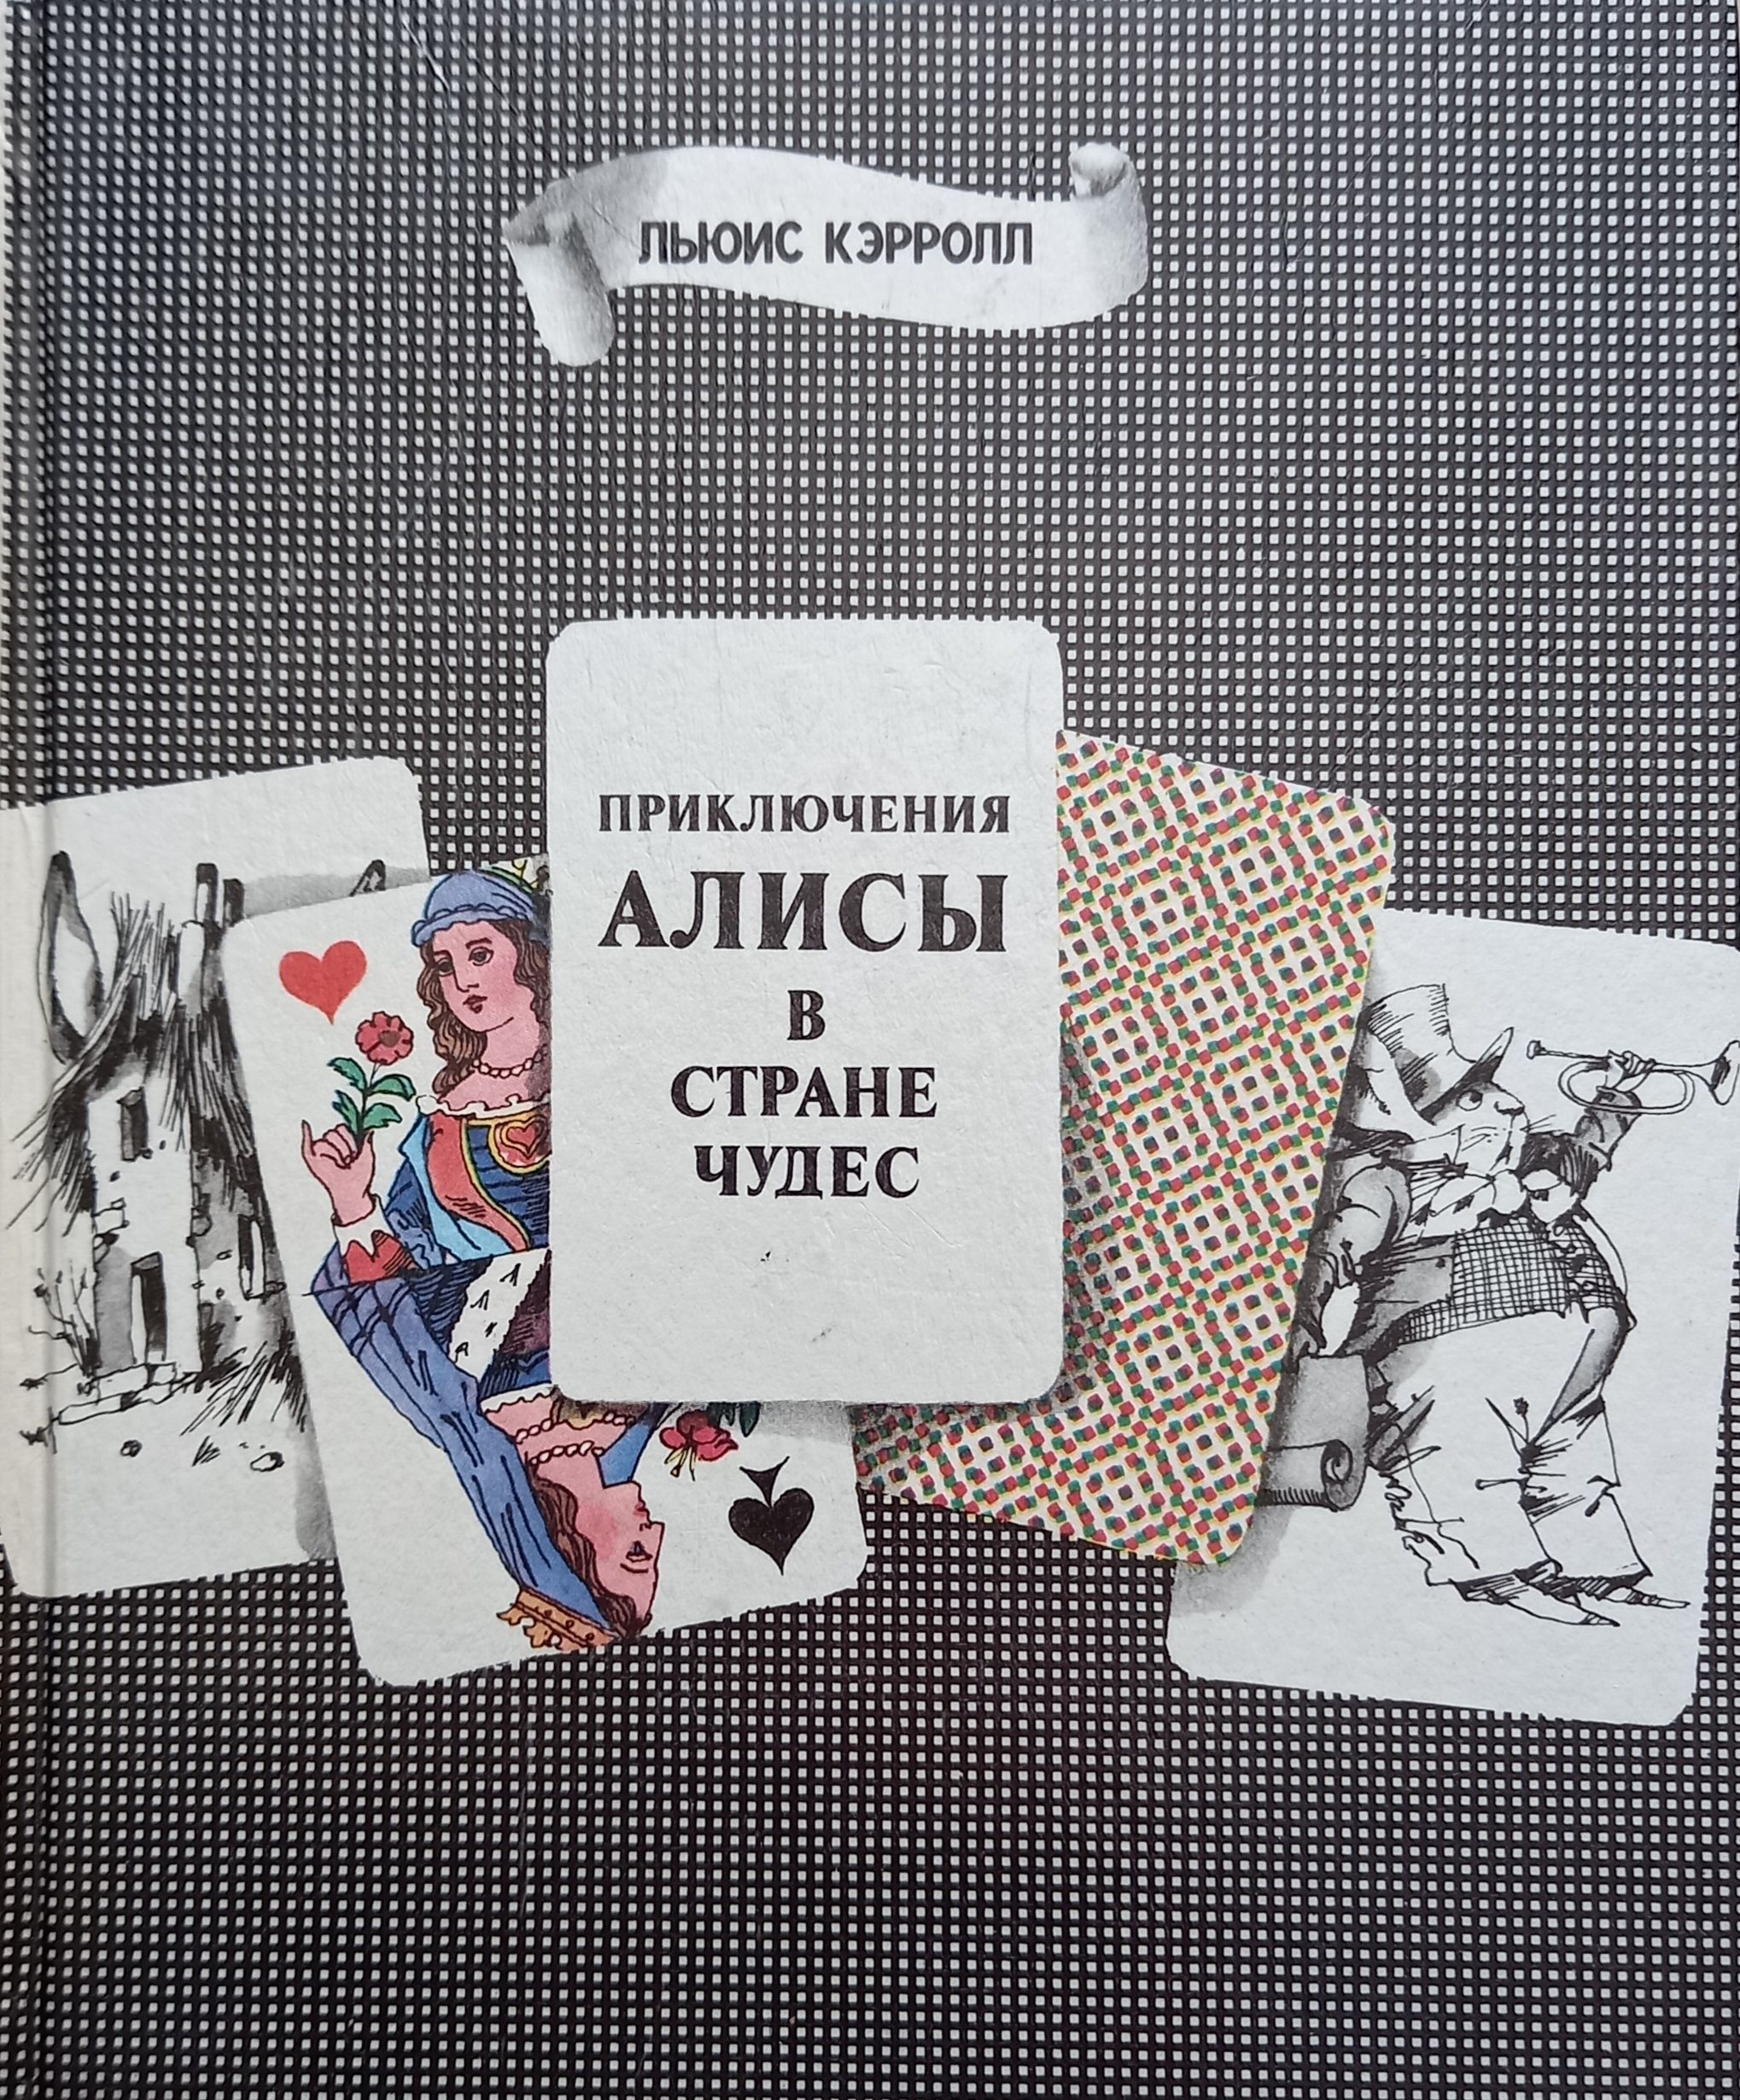 ЛЬЮИС КЭРРОЛЛ
ПРИКЛЮЧЕНИЯ
АЛИСЫ
В
СТРАНЕ
ЧУДЕС